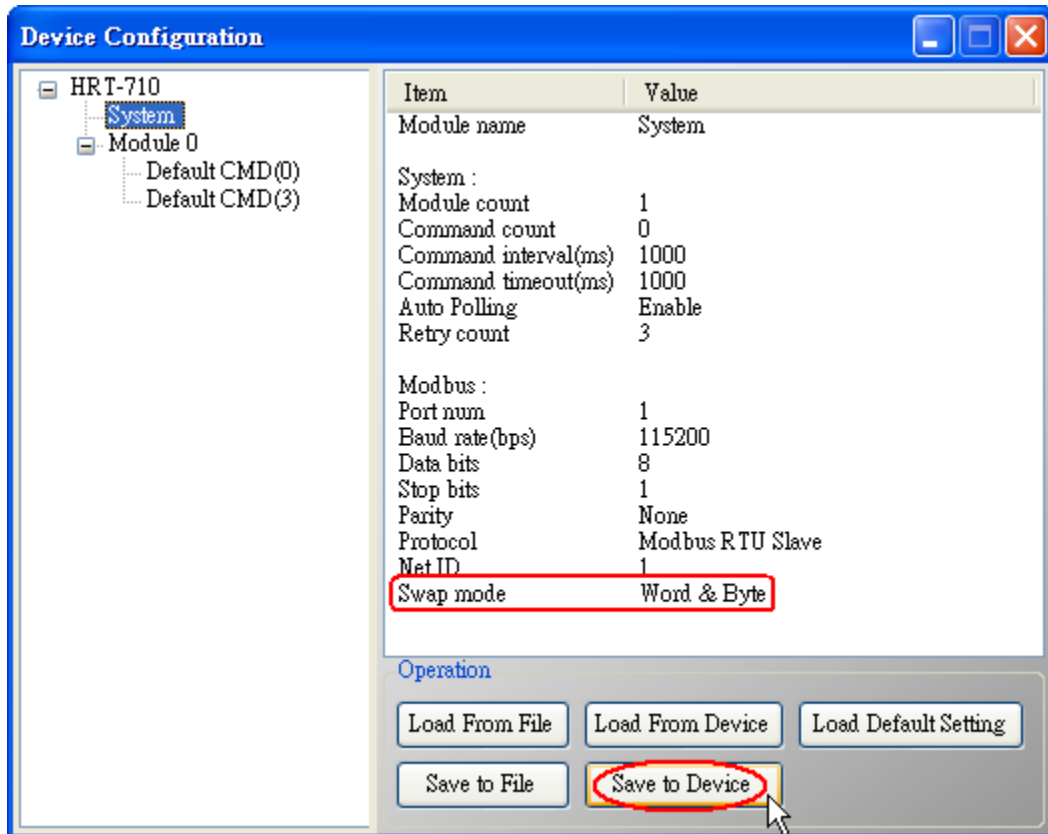 Device Configuration
HRT-710
System
Module 0
Default CMD(0)
Default CMD(3)
Item Value
Module name System
System :
Module count 1
Command count 0
Command interval(ms) 1000
Command timeout(ms) 1000
Auto Polling Enable
Retry count 3
Modbus :
Port num 1
Baud rate(bps) 115200
Data bits 8
Stop bits 1
Parity None
Protocol Modbus RTU Slave
Net ID 1
Swap mode Word & Byte
Operation
Load From File Load From Device Load Default Setting
Save to File Save to Device